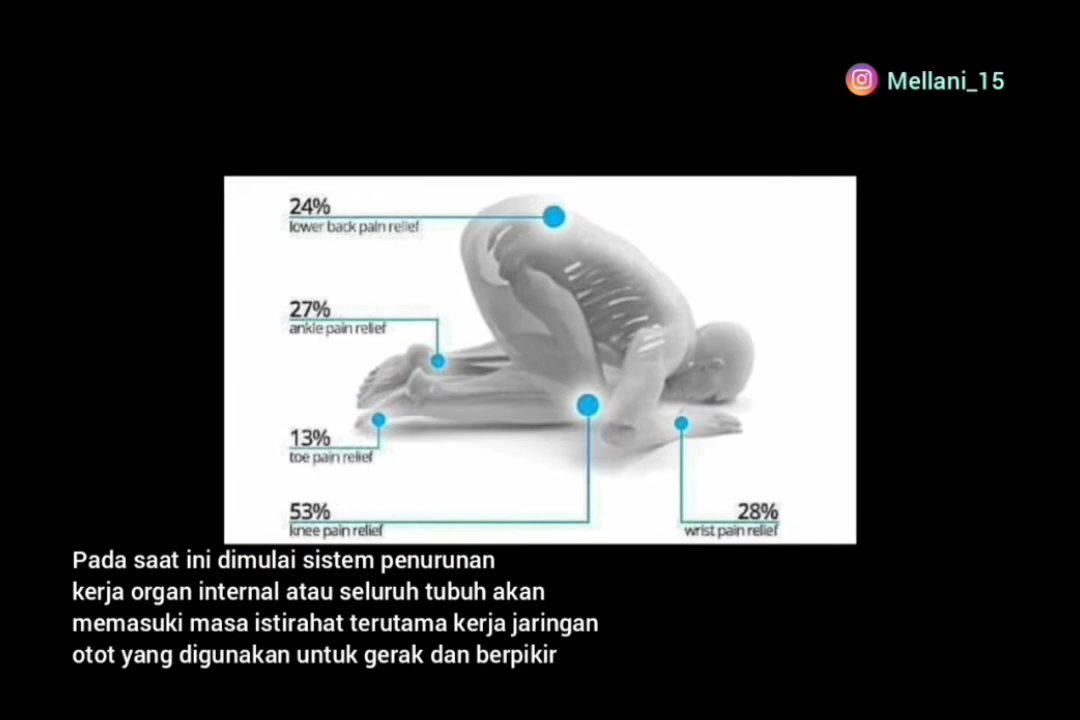 Mellani_15
24%
lower back pain relief
27%
ankle pain relief
13%
toe pain relief
53%
knee pain relief
28%
wrist pain relief
Pada saat ini dimulai sistem penurunan
kerja organ internal atau seluruh tubuh akan
memasuki masa istirahat terutama kerja jaringan
otot yang digunakan untuk gerak dan berpikir